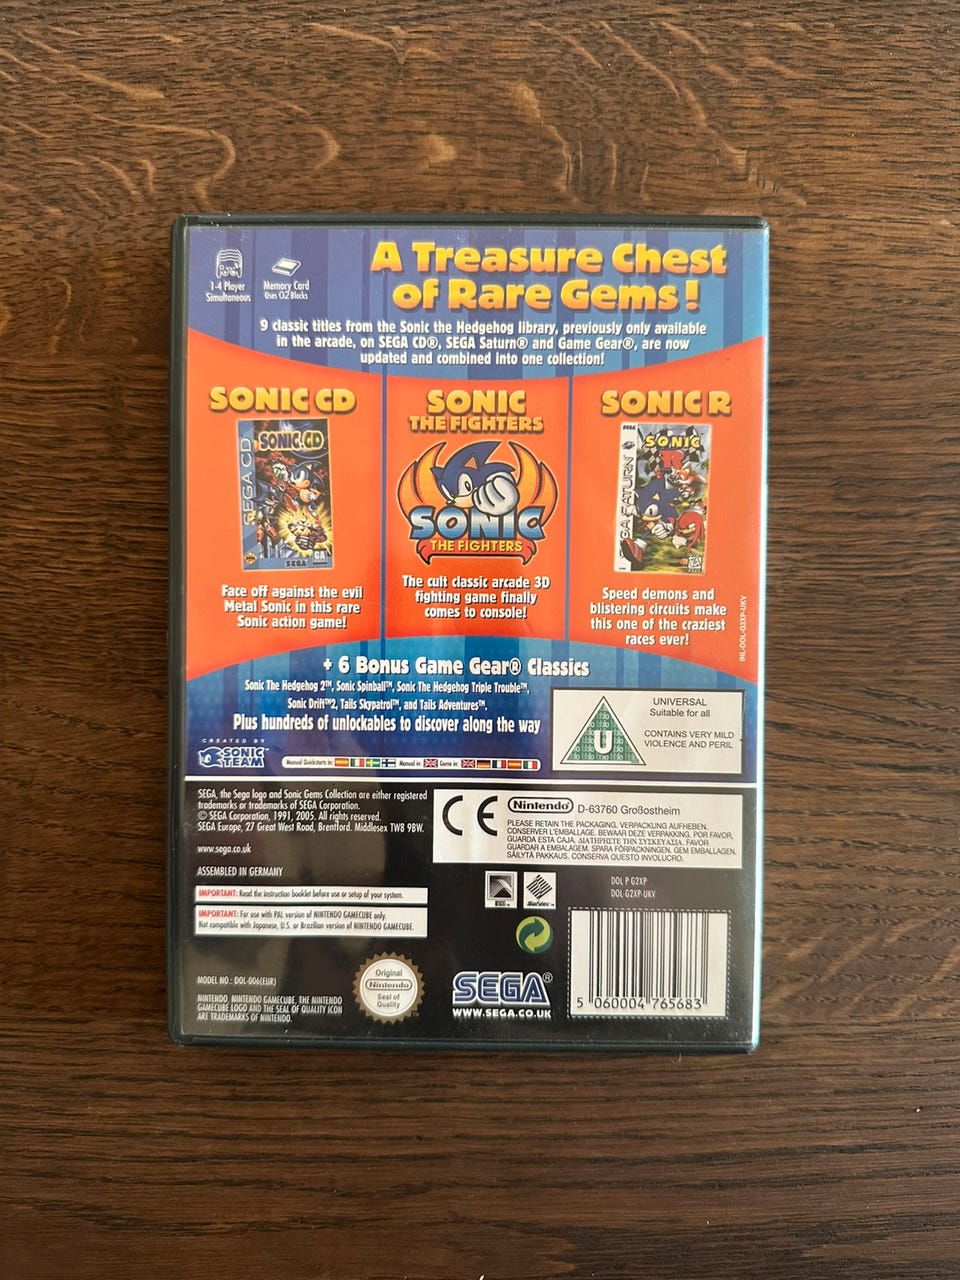 A Treasure Chest
of Rare Gems!
1-4 Player
Simultaneous
Memory Card
Uses 02 Blocks
9 classic titles from the Sonic the Hedgehog library, previously only available
in the arcade, on SEGA CD®, SEGA Saturn® and Game Gear®, are now
updated and combined into one collection!
SONIC CD
SEGA CD
SONIC CD
SEGA
GA
Face off against the evil
Metal Sonic in this rare
Sonic action game!
SONIC
THE FIGHTERS
SONIC
THE FIGHTERS
The cult classic arcade 3D
fighting game finally
comes to console!
SONIC R
SEGA
SEGA SATURN
SONIC
R
Speed demons and
blistering circuits make
this one of the craziest
races ever!
INL-DOL-G2XP-UKV
+ 6 Bonus Game Gear® Classics
Sonic The Hedgehog 2™, Sonic Spinball™, Sonic The Hedgehog Triple Trouble™,
Sonic Drift™2, Tails Skypatrol™, and Tails Adventures™.
Plus hundreds of unlockables to discover along the way
CREATED BY
SONIC
TEAM™
Manual Quickstarts in:
Manual in:
Game in:
U
UNIVERSAL
Suitable for all
CONTAINS VERY MILD
VIOLENCE AND PERIL
SEGA, the Sega logo and Sonic Gems Collection are either registered
trademarks or trademarks of SEGA Corporation.
© SEGA Corporation, 1991, 2005. All rights reserved.
SEGA Europe, 27 Great West Road, Brentford. Middlesex TW8 9BW.
www.sega.co.uk
ASSEMBLED IN GERMANY
IMPORTANT: Read the instruction booklet before use or setup of your system.
IMPORTANT: For use with PAL version of NINTENDO GAMECUBE only.
Not compatible with Japanese, U.S. or Brazilian version of NINTENDO GAMECUBE.
CE
Nintendo® D-63760 Großostheim
PLEASE RETAIN THE PACKAGING. VERPACKUNG AUFHEBEN.
CONSERVER L'EMBALLAGE. BEWAAR DEZE VERPAKKING. POR FAVOR,
GUARDA ESTA CAJA. ΔΙΑΤΗΡΗΣΤΕ ΤΗΝ ΣΥΣΚΕΥΑΣΙΑ. FAVOR
GUARDAR A EMBALAGEM. SPARA FÖRPACKNINGEN. GEM EMBALLAGEN.
SÄILYTÄ PAKKAUS. CONSERVA QUESTO INVOLUCRO.
DOL P G2XP
DOL-G2XP-UKV
MODEL NO.: DOL-006(EUR)
NINTENDO, NINTENDO GAMECUBE, THE NINTENDO
GAMECUBE LOGO AND THE SEAL OF QUALITY ICON
ARE TRADEMARKS OF NINTENDO.
Original
Nintendo
Seal of
Quality
SEGA®
WWW.SEGA.CO.UK
5 060004 765683